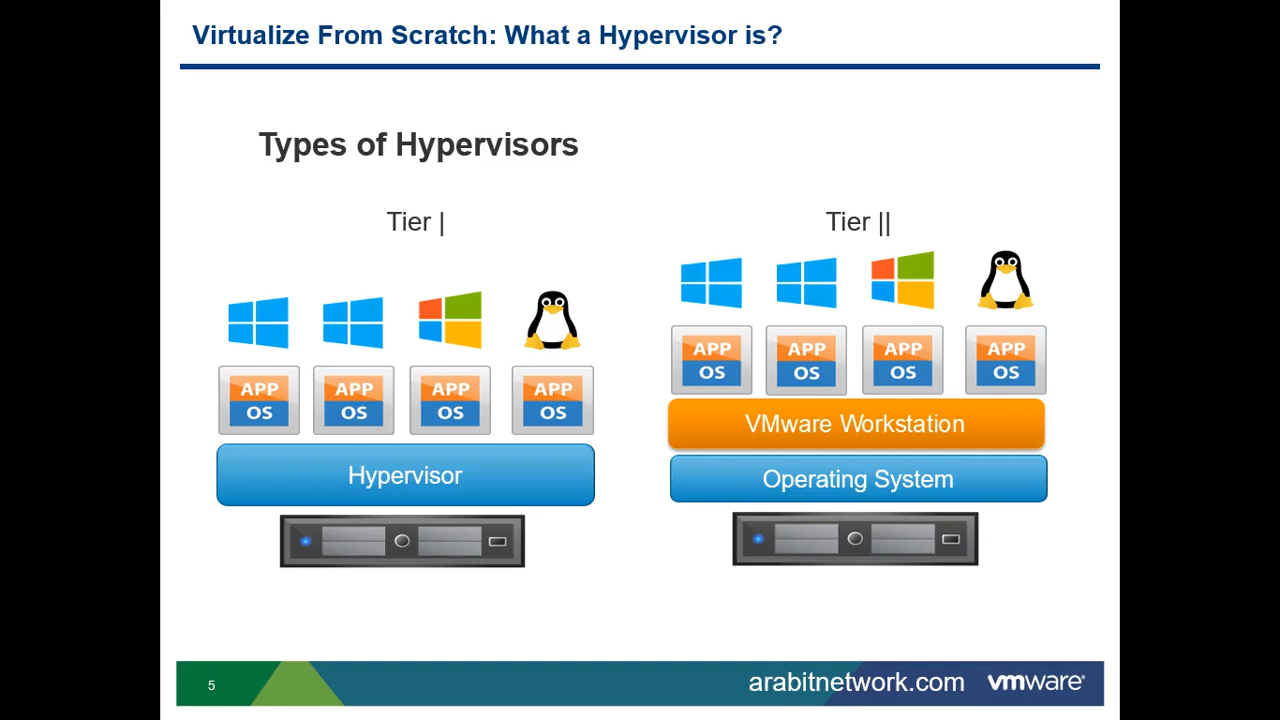 Virtualize From Scratch: What a Hypervisor is?
Types of Hypervisors
Tier |
APP
OS
APP
OS
APP
OS
APP
OS
Hypervisor
Tier ||
APP
OS
APP
OS
APP
OS
APP
OS
VMware Workstation
Operating System
5
arabitnetwork.com
vmware®